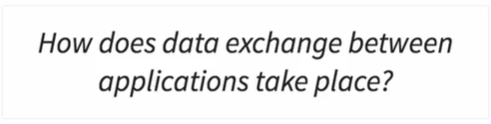 How does data exchange between
applications take place?